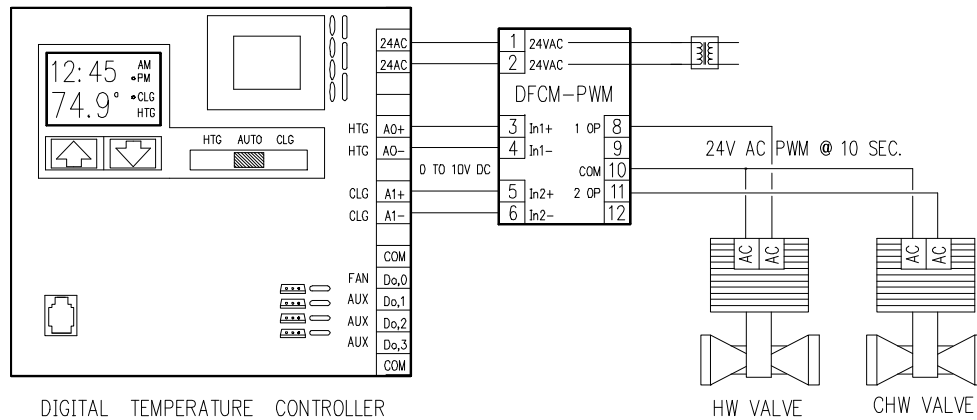 12:45 AM
•PM
74.9° •CLG
HTG
HTG AUTO CLG
24AC
24AC
HTG A0+
HTG A0-
CLG A1+
CLG A1-
COM
FAN Do,0
AUX Do,1
AUX Do,2
AUX Do,3
COM
DIGITAL TEMPERATURE CONTROLLER
0 TO 10V DC
1 24VAC
2 24VAC
DFCM-PWM
3 In1+ 1 OP 8
4 In1- 9
COM 10
5 In2+ 2 OP 11
6 In2- 12
24V AC PWM @ 10 SEC.
AC AC
AC AC
HW VALVE
CHW VALVE